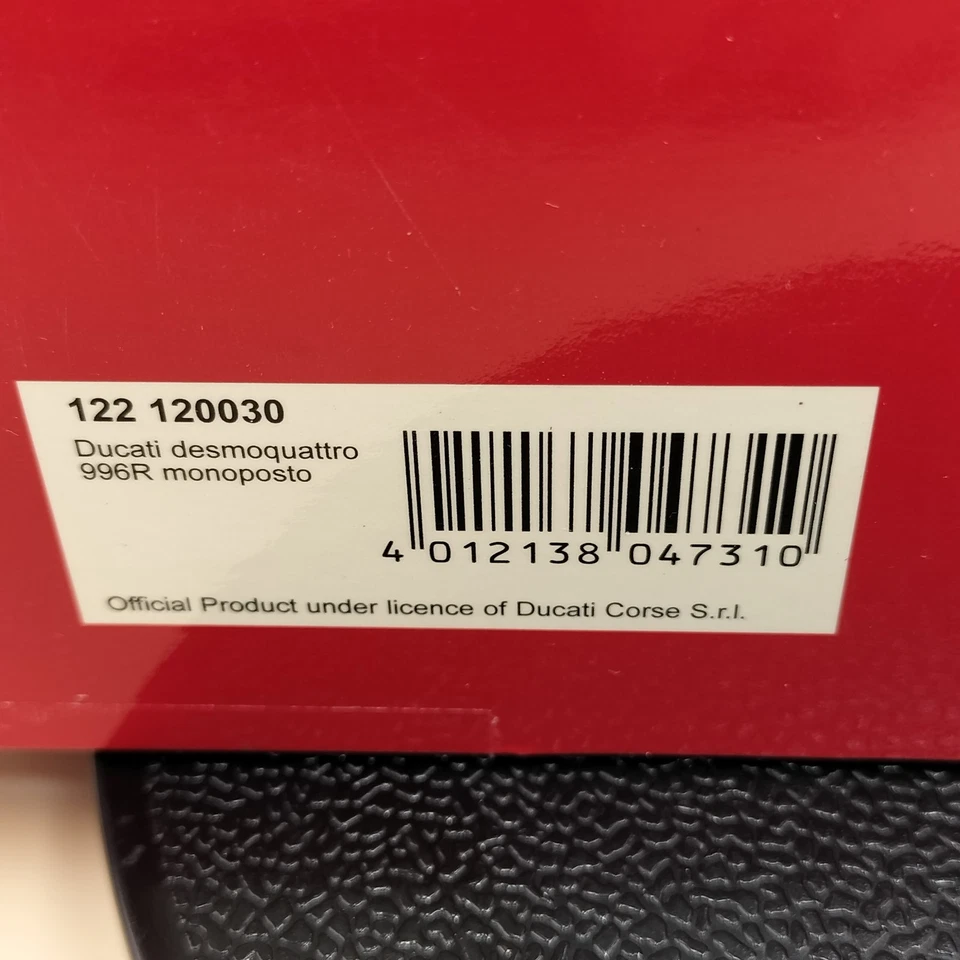 122 120030
Ducati desmoquattro
996R monoposto
4 012138 047310
Official Product under licence of Ducati Corse S.r.l.